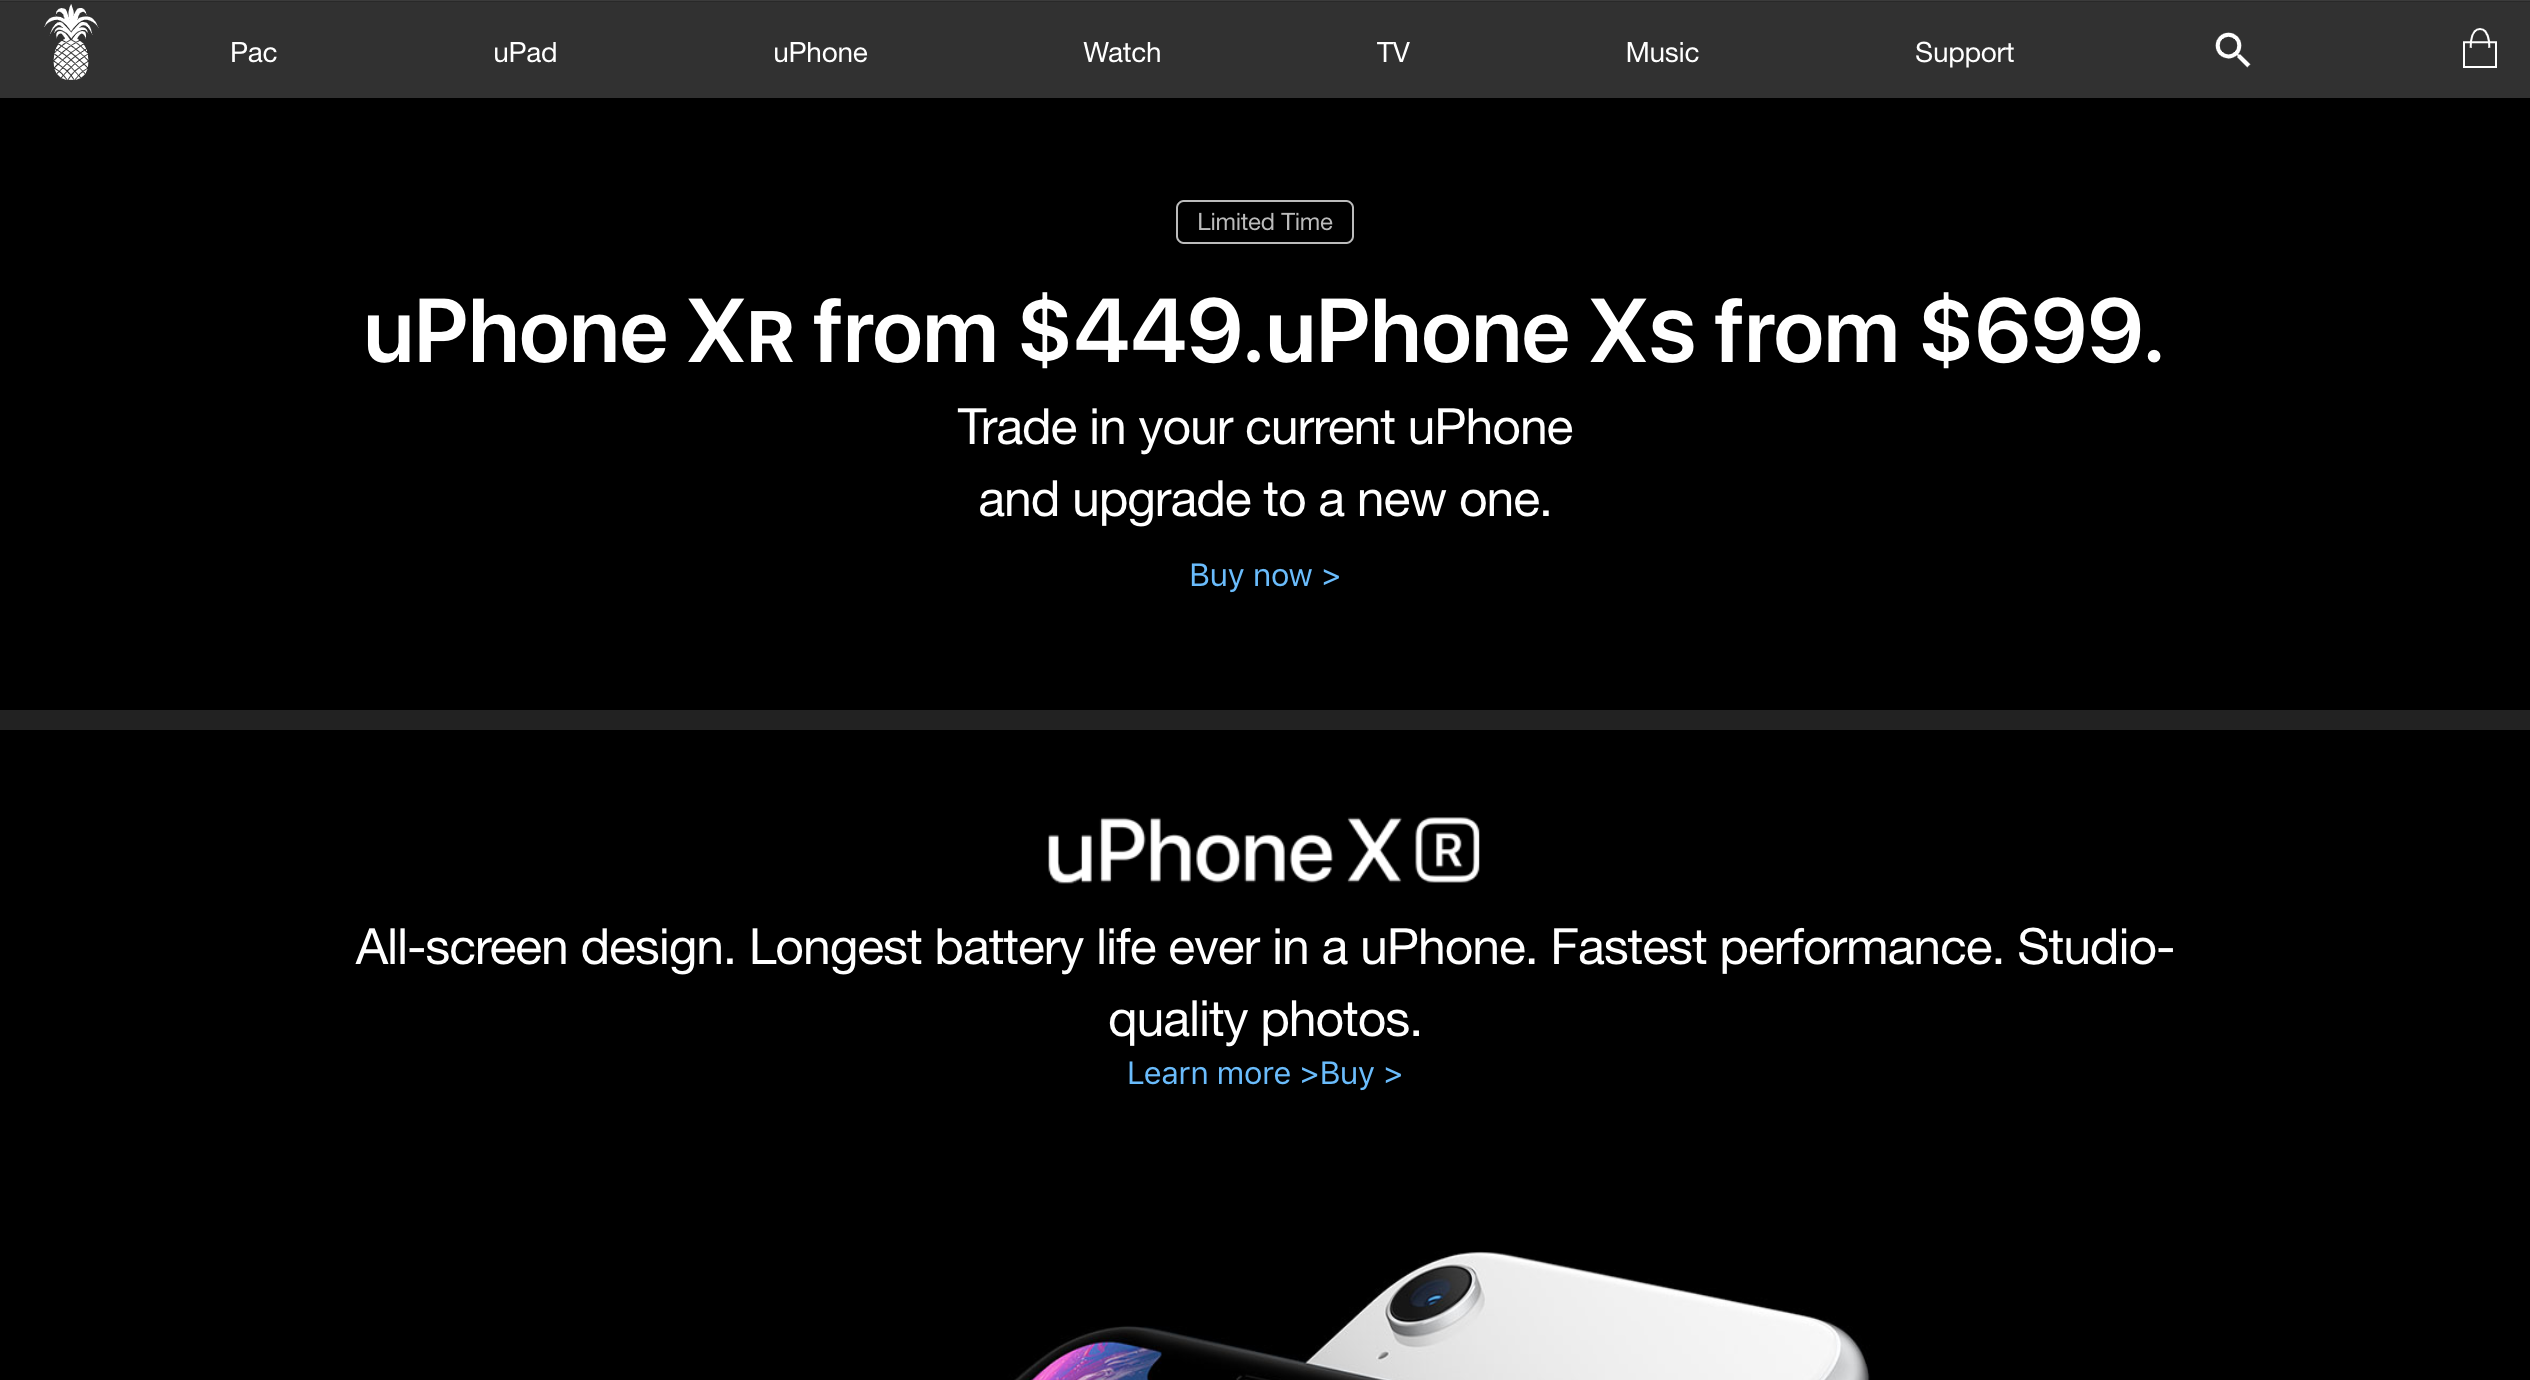 Pac
uPad
uPhone
Watch
TV
Music
Support
Limited Time
uPhone XR from $449.uPhone XS from $699.
Trade in your current uPhone
and upgrade to a new one.
Buy now >
uPhone X R
All-screen design. Longest battery life ever in a uPhone. Fastest performance. Studio-
quality photos.
Learn more >Buy >